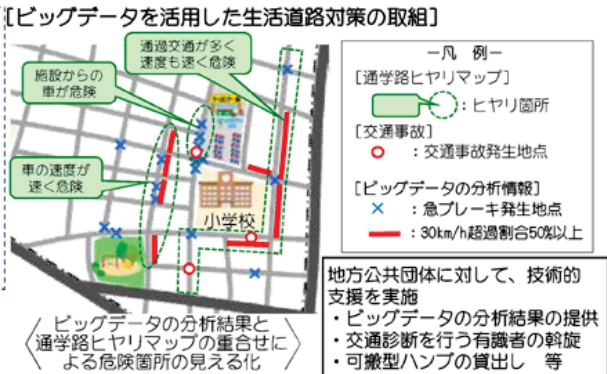 [ビッグデータを活用した生活道路対策の取組]
通過交通が多く
速度も速く危険
施設からの
車が危険
車の速度が
速く危険
小学校
ー凡 例ー
[通学路ヒヤリマップ]
：ヒヤリ箇所
[交通事故]
：交通事故発生地点
[ビッグデータの分析情報]
：急ブレーキ発生地点
：30km/h超過割合50%以上
ビッグデータの分析結果と
通学路ヒヤリマップの重合せに
よる危険箇所の見える化
地方公共団体に対して、技術的
支援を実施
・ビッグデータの分析結果の提供
・交通診断を行う有識者の斡旋
・可搬型ハンプの貸出し 等